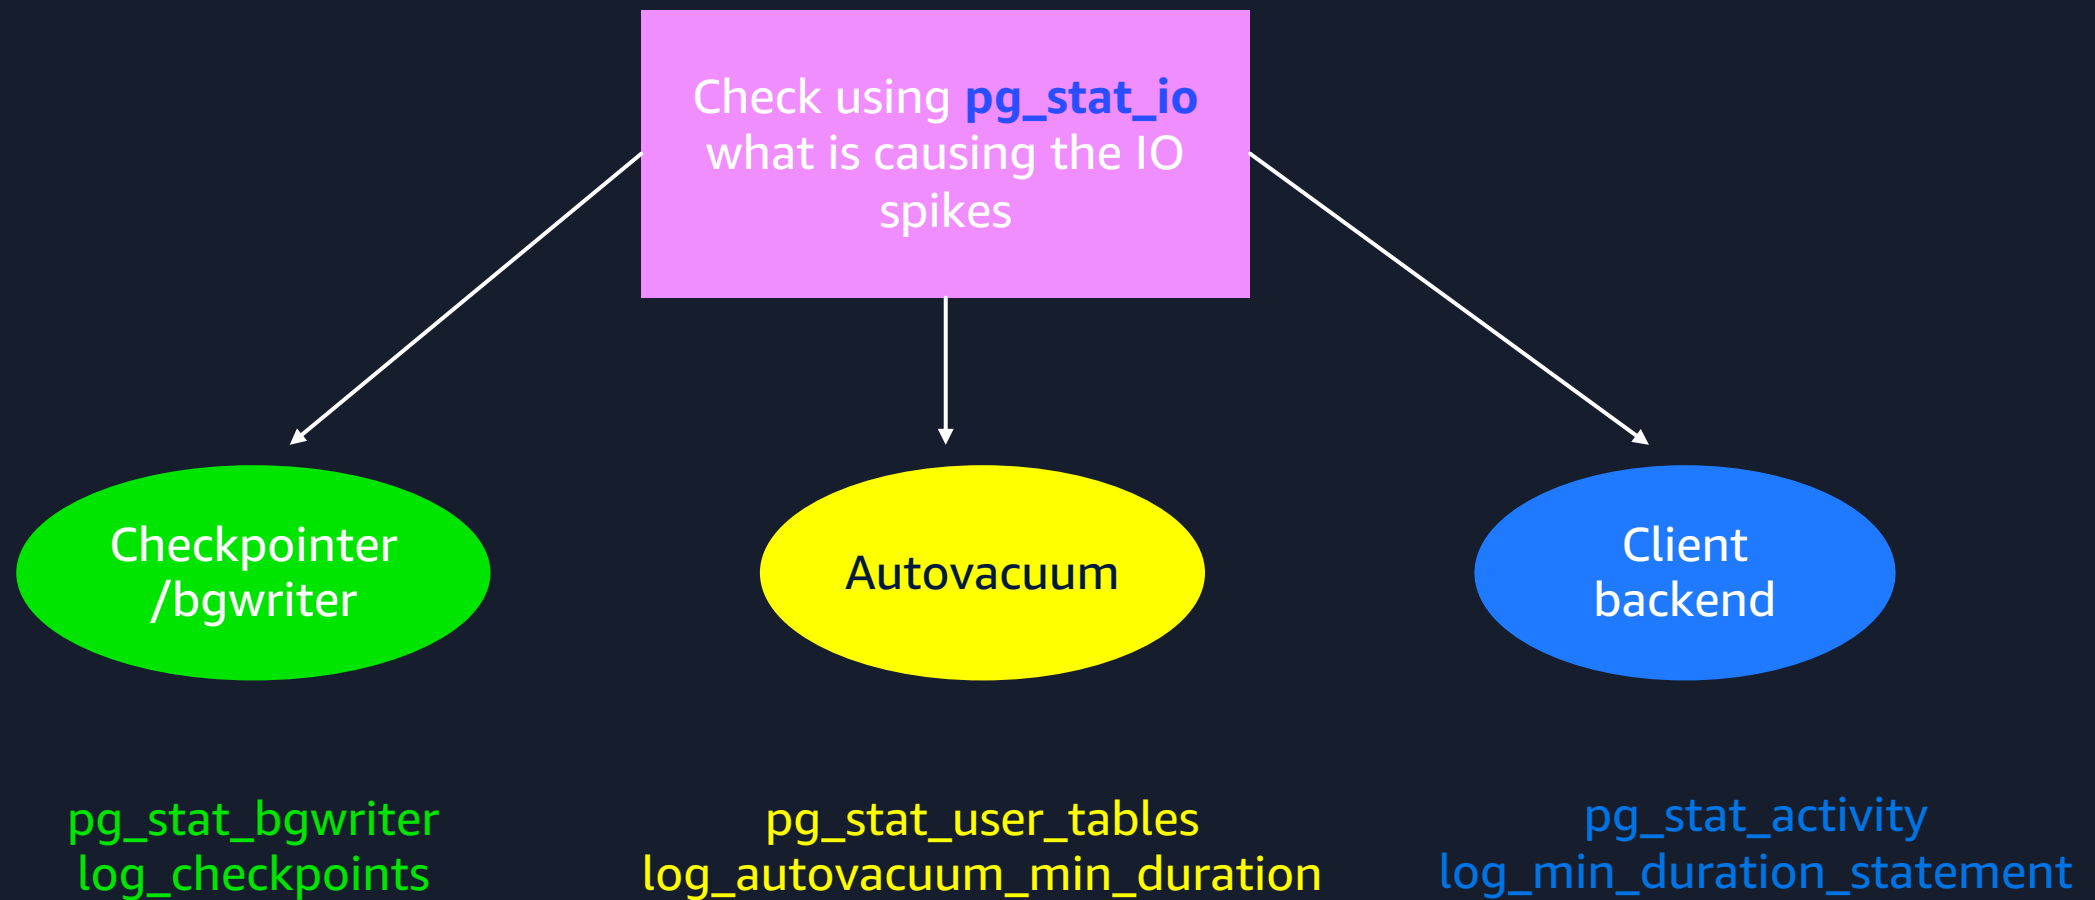 Check using pg_stat_io
what is causing the IO
spikes
Checkpointer
/bgwriter
Autovacuum
Client
backend
pg_stat_bgwriter
log_checkpoints
pg_stat_user_tables
log_autovacuum_min_duration
pg_stat_activity
log_min_duration_statement